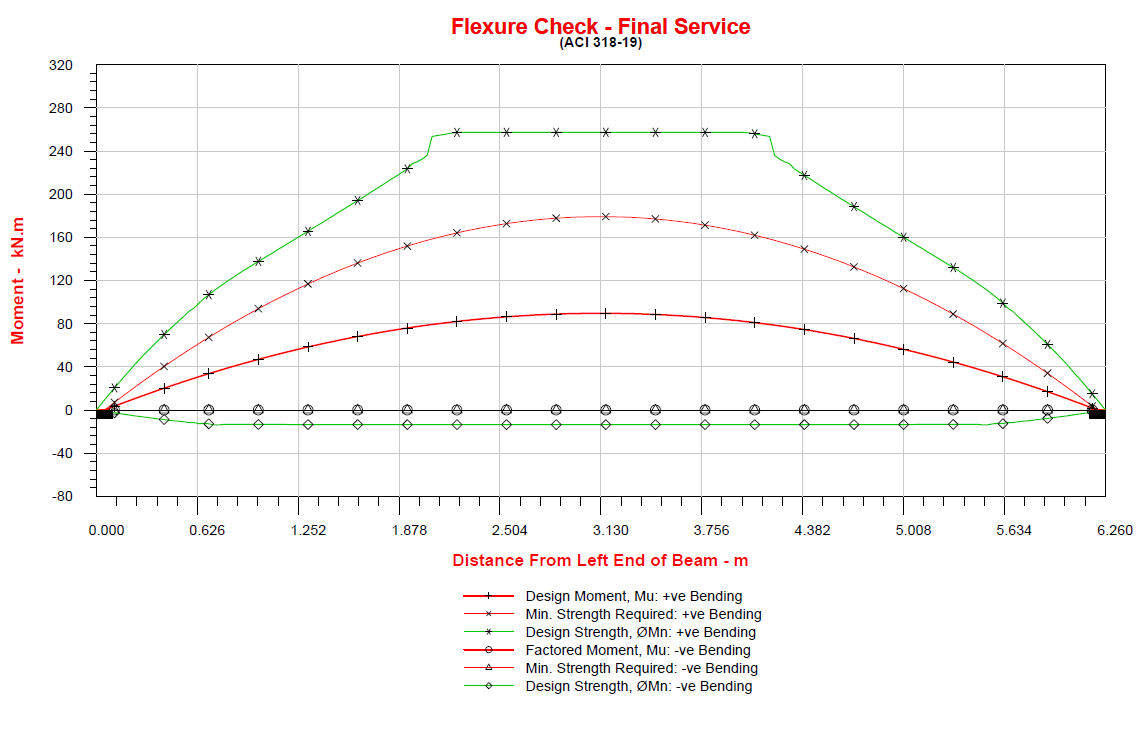 Flexure Check - Final Service
(ACI 318-19)
320
280
240
200
160
120
80
40
0
-40
-80
Moment - kN.m
0.000 0.626 1.252 1.878 2.504 3.130 3.756 4.382 5.008 5.634 6.260
Distance From Left End of Beam - m
Design Moment, Mu: +ve Bending
Min. Strength Required: +ve Bending
Design Strength, ØMn: +ve Bending
Factored Moment, Mu: -ve Bending
Min. Strength Required: -ve Bending
Design Strength, ØMn: -ve Bending